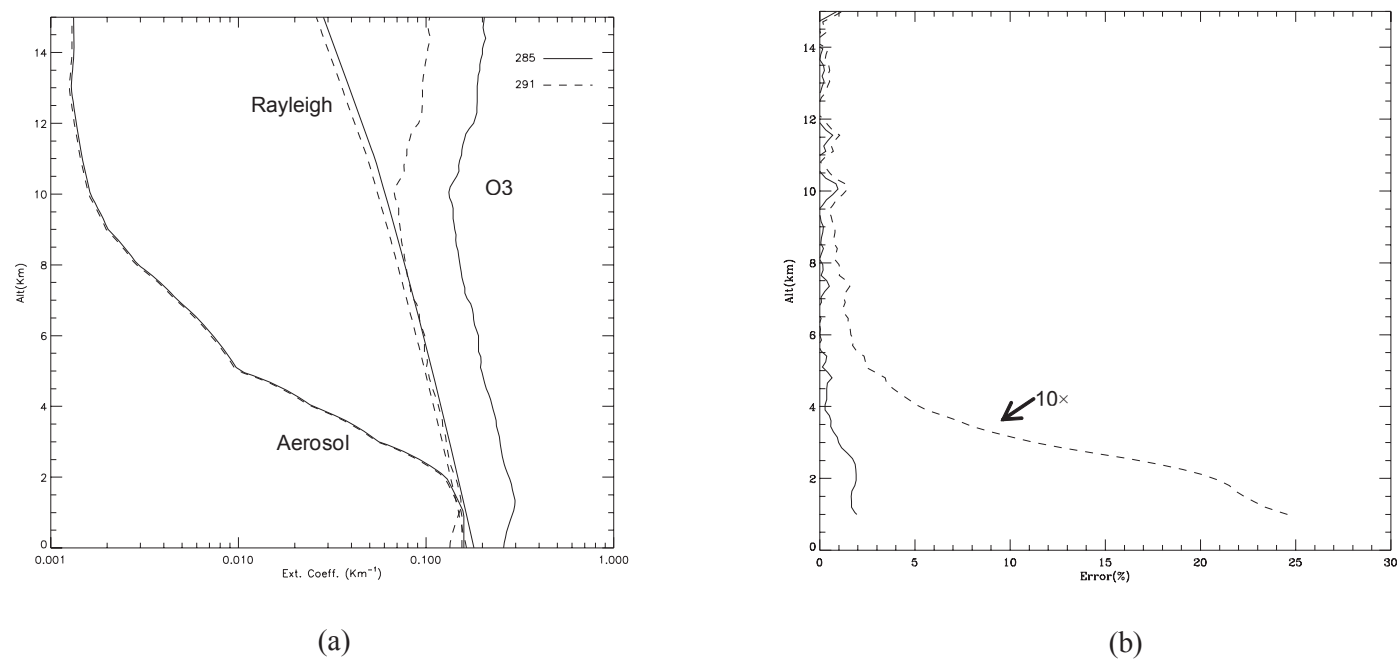 14
12
10
8
6
4
2
0
Alt(Km)
0.001 0.010 0.100 1.000
Ext. Coeff. (Km⁻¹)
285
291
Rayleigh
O3
Aerosol
(a)
14
12
10
8
6
4
2
0
Alt(km)
0 5 10 15 20 25 30
Error(%)
10×
(b)